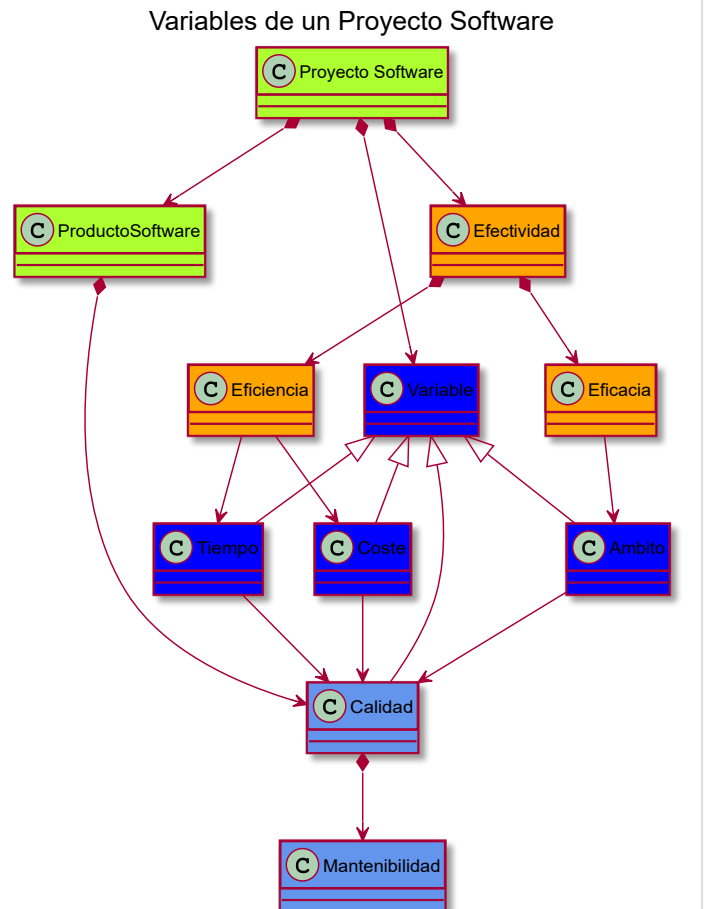 Variables de un Proyecto Software
C Proyecto Software
C ProductoSoftware
C Efectividad
C Eficiencia
C Variable
C Eficacia
C Tiempo
C Coste
C Ambito
C Calidad
C Mantenibilidad